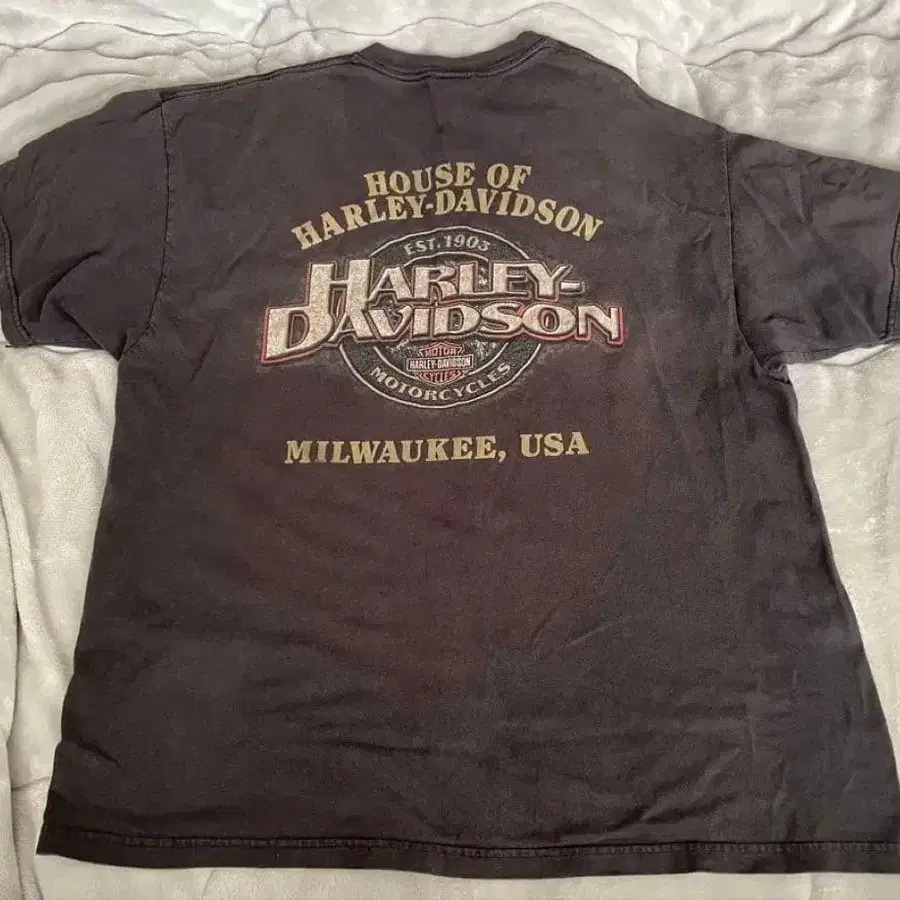 HOUSE OF
HARLEY-DAVIDSON
EST. 1903
HARLEY-
DAVIDSON
MOTOR
HARLEY-DAVIDSON
CYCLES
MOTORCYCLES
MILWAUKEE, USA